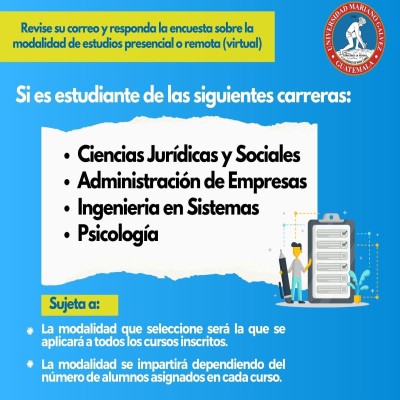 Revise su correo y responda la encuesta sobre la
modalidad de estudios presencial o remota (virtual)
UNIVERSIDAD MARIANO GALVEZ
GUATEMALA
Si es estudiante de las siguientes carreras:
• Ciencias Jurídicas y Sociales
• Administración de Empresas
• Ingenieria en Sistemas
• Psicología
Sujeta a:
La modalidad que seleccione será la que se
aplicará a todos los cursos inscritos.
La modalidad se impartirá dependiendo del
número de alumnos asignados en cada curso.